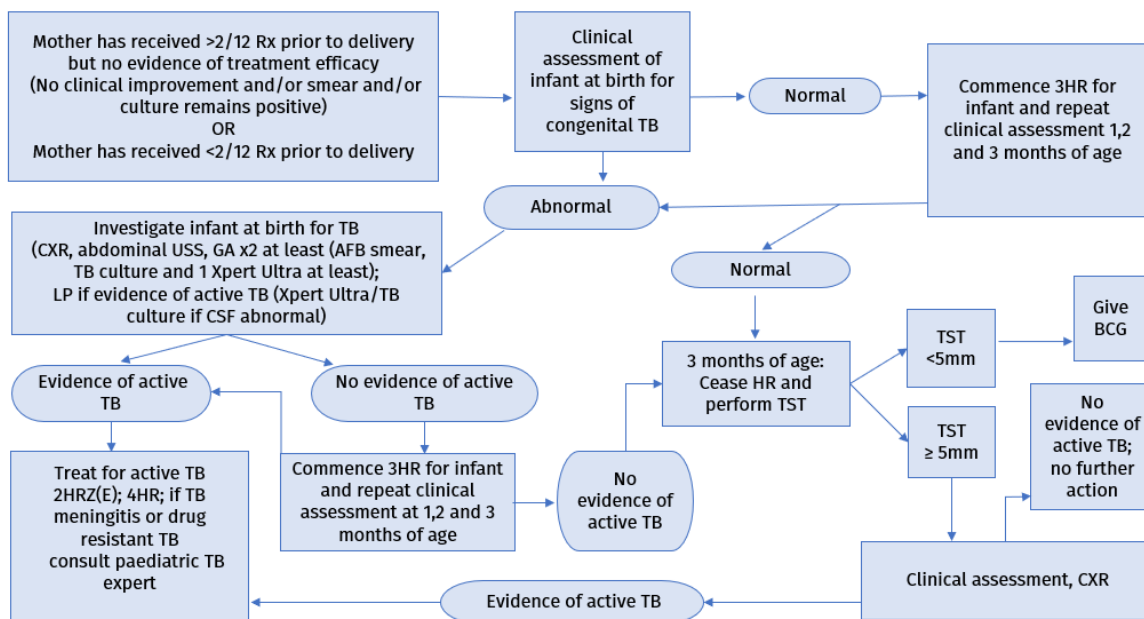 Mother has received >2/12 Rx prior to delivery
but no evidence of treatment efficacy
(No clinical improvement and/or smear and/or
culture remains positive)
OR
Mother has received <2/12 Rx prior to delivery
Clinical
assessment of
infant at birth for
signs of
congenital TB
Normal
Commence 3HR for
infant and repeat
clinical assessment 1,2
and 3 months of age
Abnormal
Investigate infant at birth for TB
(CXR, abdominal USS, GA x2 at least (AFB smear,
TB culture and 1 Xpert Ultra at least);
LP if evidence of active TB (Xpert Ultra/TB
culture if CSF abnormal)
Normal
Evidence of active
TB
No evidence of active
TB
3 months of age:
Cease HR and
perform TST
TST
<5mm
Give
BCG
TST
≥ 5mm
No
evidence of
active TB;
no further
action
Treat for active TB
2HRZ(E); 4HR; if TB
meningitis or drug
resistant TB
consult paediatric TB
expert
Commence 3HR for infant
and repeat clinical
assessment at 1,2 and 3
months of age
No
evidence of
active TB
Clinical assessment, CXR
Evidence of active TB